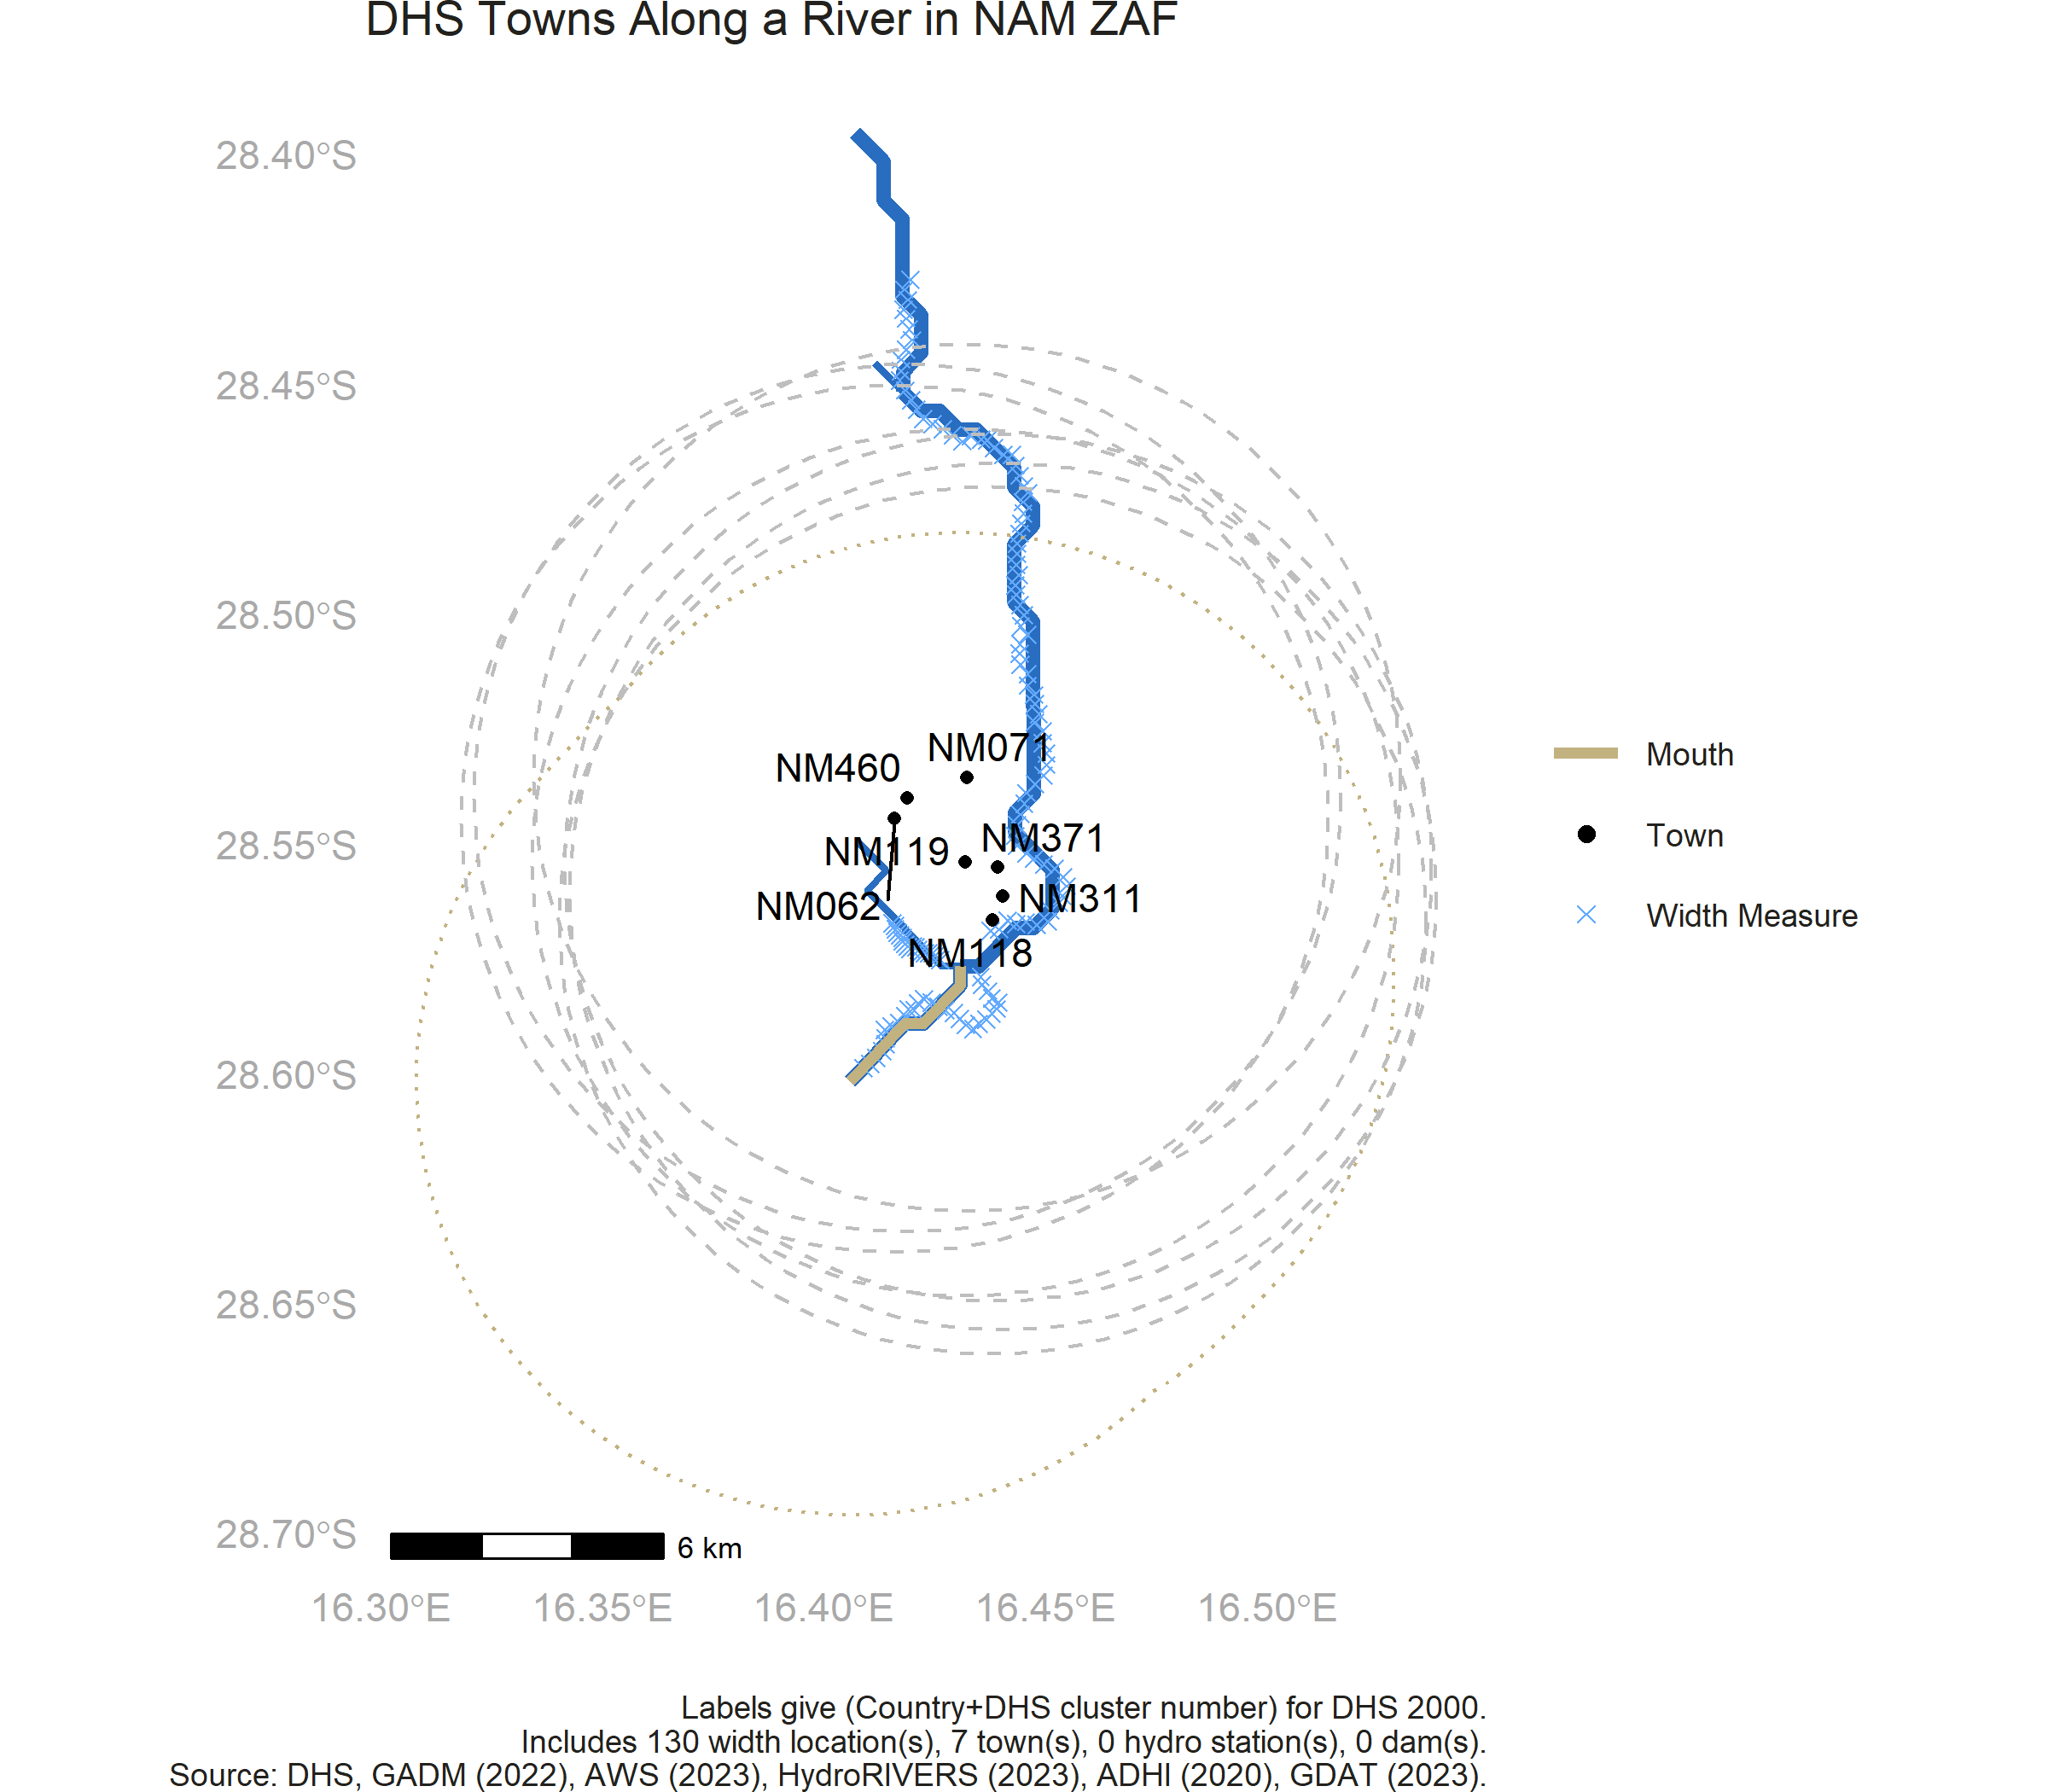 DHS Towns Along a River in NAM ZAF
28.40°S
28.45°S
28.50°S
28.55°S
28.60°S
28.65°S
28.70°S
NM071
NM460
NM371
NM119
NM311
NM062
NM118
Mouth
Town
Width Measure
6 km
16.30°E
16.35°E
16.40°E
16.45°E
16.50°E
Labels give (Country+DHS cluster number) for DHS 2000.
Includes 130 width location(s), 7 town(s), 0 hydro station(s), 0 dam(s).
Source: DHS, GADM (2022), AWS (2023), HydroRIVERS (2023), ADHI (2020), GDAT (2023).